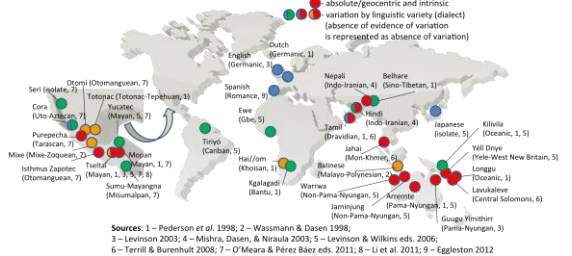 - absolute/geocentric and intrinsic
- variation by linguistic variety (dialect)
(absence of evidence of variation
is represented as absence of variation)
Dutch
(Germanic, 1)
English
(Germanic, 3)
Spanish
(Romance, 9)
Nepali
(Indo-Iranian, 4)
Belhare
(Sino-Tibetan, 1)
Otomi (Otomanguean, 7)
Seri (isolate, 7)
Totonac (Totonac-Tepehuan, 1)
Cora
(Uto-Aztecan, 7)
Yucatec
(Mayan, 5, 7)
Ewe
(Gbe, 5)
Hindi
(Indo-Iranian, 4)
Purepecha
(Tarascan, 7)
Tamil
(Dravidian, 1, 6)
Japanese
(isolate, 5)
Kilivila
(Oceanic, 1, 5)
Mixe (Mixe-Zoquean, 7)
Tiriyó
(Cariban, 5)
Jahai
(Mon-Khmer, 6)
Yélî Dnye
(Yele-West New Britain, 5)
Isthmus Zapotec
(Otomanguean, 7)
Tseltal
(Mayan, 1, 3, 5, 7, 8)
Mopan
(Mayan, 1, 7)
Hai//om
(Khoisan, 1)
Balinese
(Malayo-Polynesian, 2)
Longgu
(Oceanic, 1)
Sumu-Mayangna
(Misumalpan, 7)
Kgalagadi
(Bantu, 1)
Warrwa
(Non-Pama-Nyungan, 5)
Lavukaleve
(Central Solomons, 6)
Jaminjung
(Non-Pama-Nyungan, 5)
Arrernte
(Pama-Nyungan, 1, 5)
Guugu Yimithirr
(Pama-Nyungan, 3)
Sources: 1 – Pederson et al. 1998; 2 – Wassmann & Dasen 1998;
3 – Levinson 2003; 4 – Mishra, Dasen, & Niraula 2003; 5 – Levinson & Wilkins eds. 2006;
6 – Terrill & Burenhult 2008; 7 – O'Meara & Pérez Báez eds. 2011; 8 – Li et al. 2011; 9 – Eggleston 2012